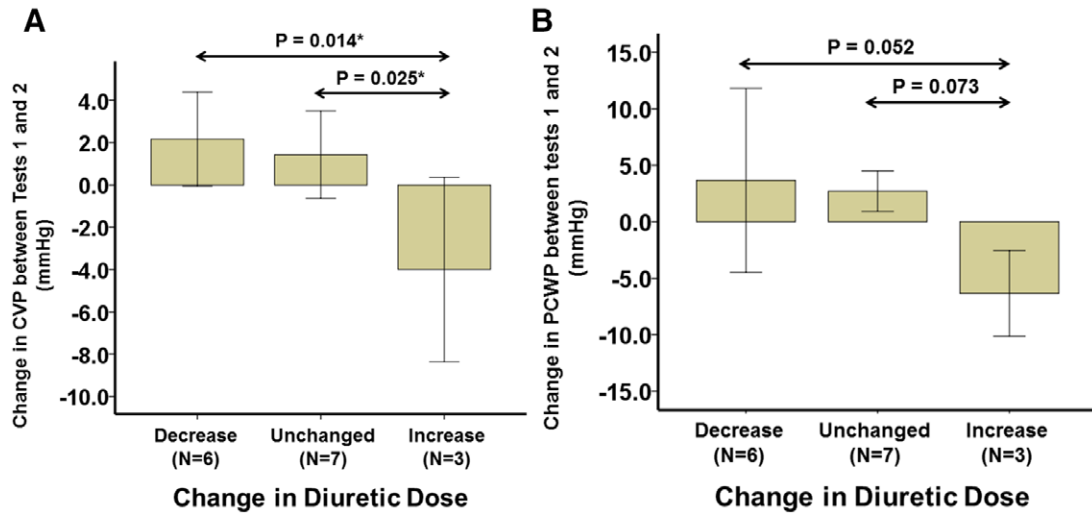 A
Change in CVP between Tests 1 and 2
(mmHg)
4.0
2.0
0.0
-2.0
-4.0
-6.0
-8.0
-10.0
P = 0.014*
P = 0.025*
Decrease
(N=6)
Unchanged
(N=7)
Increase
(N=3)
Change in Diuretic Dose
B
Change in PCWP between tests 1 and 2
(mmHg)
15.0
10.0
5.0
0.0
-5.0
-10.0
-15.0
P = 0.052
P = 0.073
Decrease
(N=6)
Unchanged
(N=7)
Increase
(N=3)
Change in Diuretic Dose